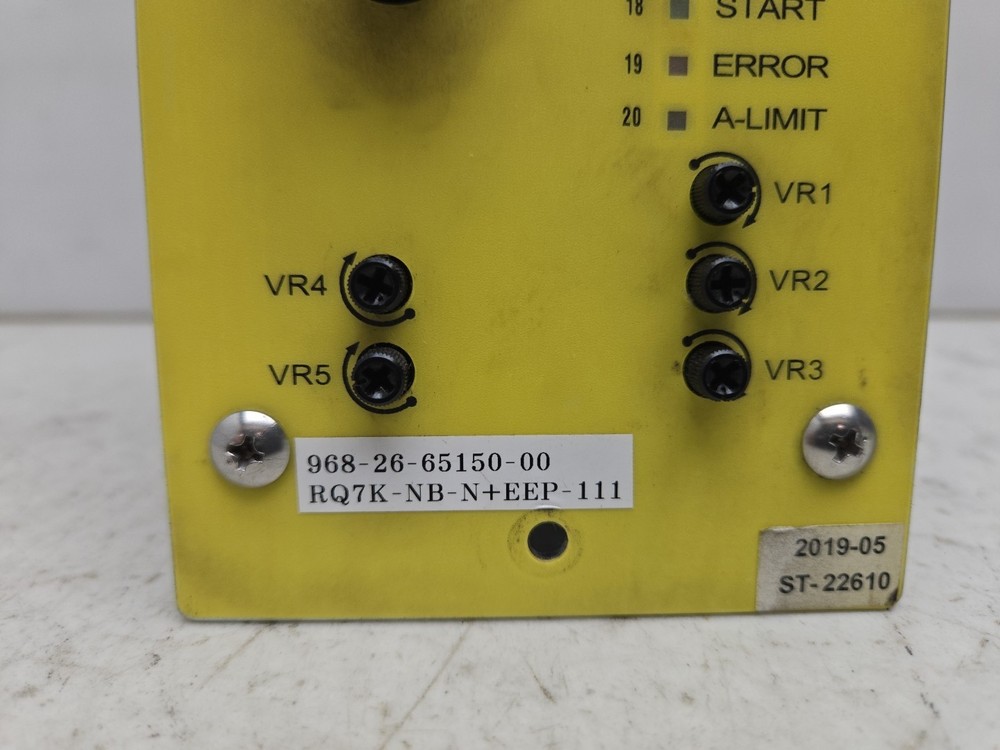 18 START
19 ERROR
20 A-LIMIT
VR1
VR4
VR2
VR5
VR3
968-26-65150-00
RQ7K-NB-N+EEP-111
2019-05
ST-22610